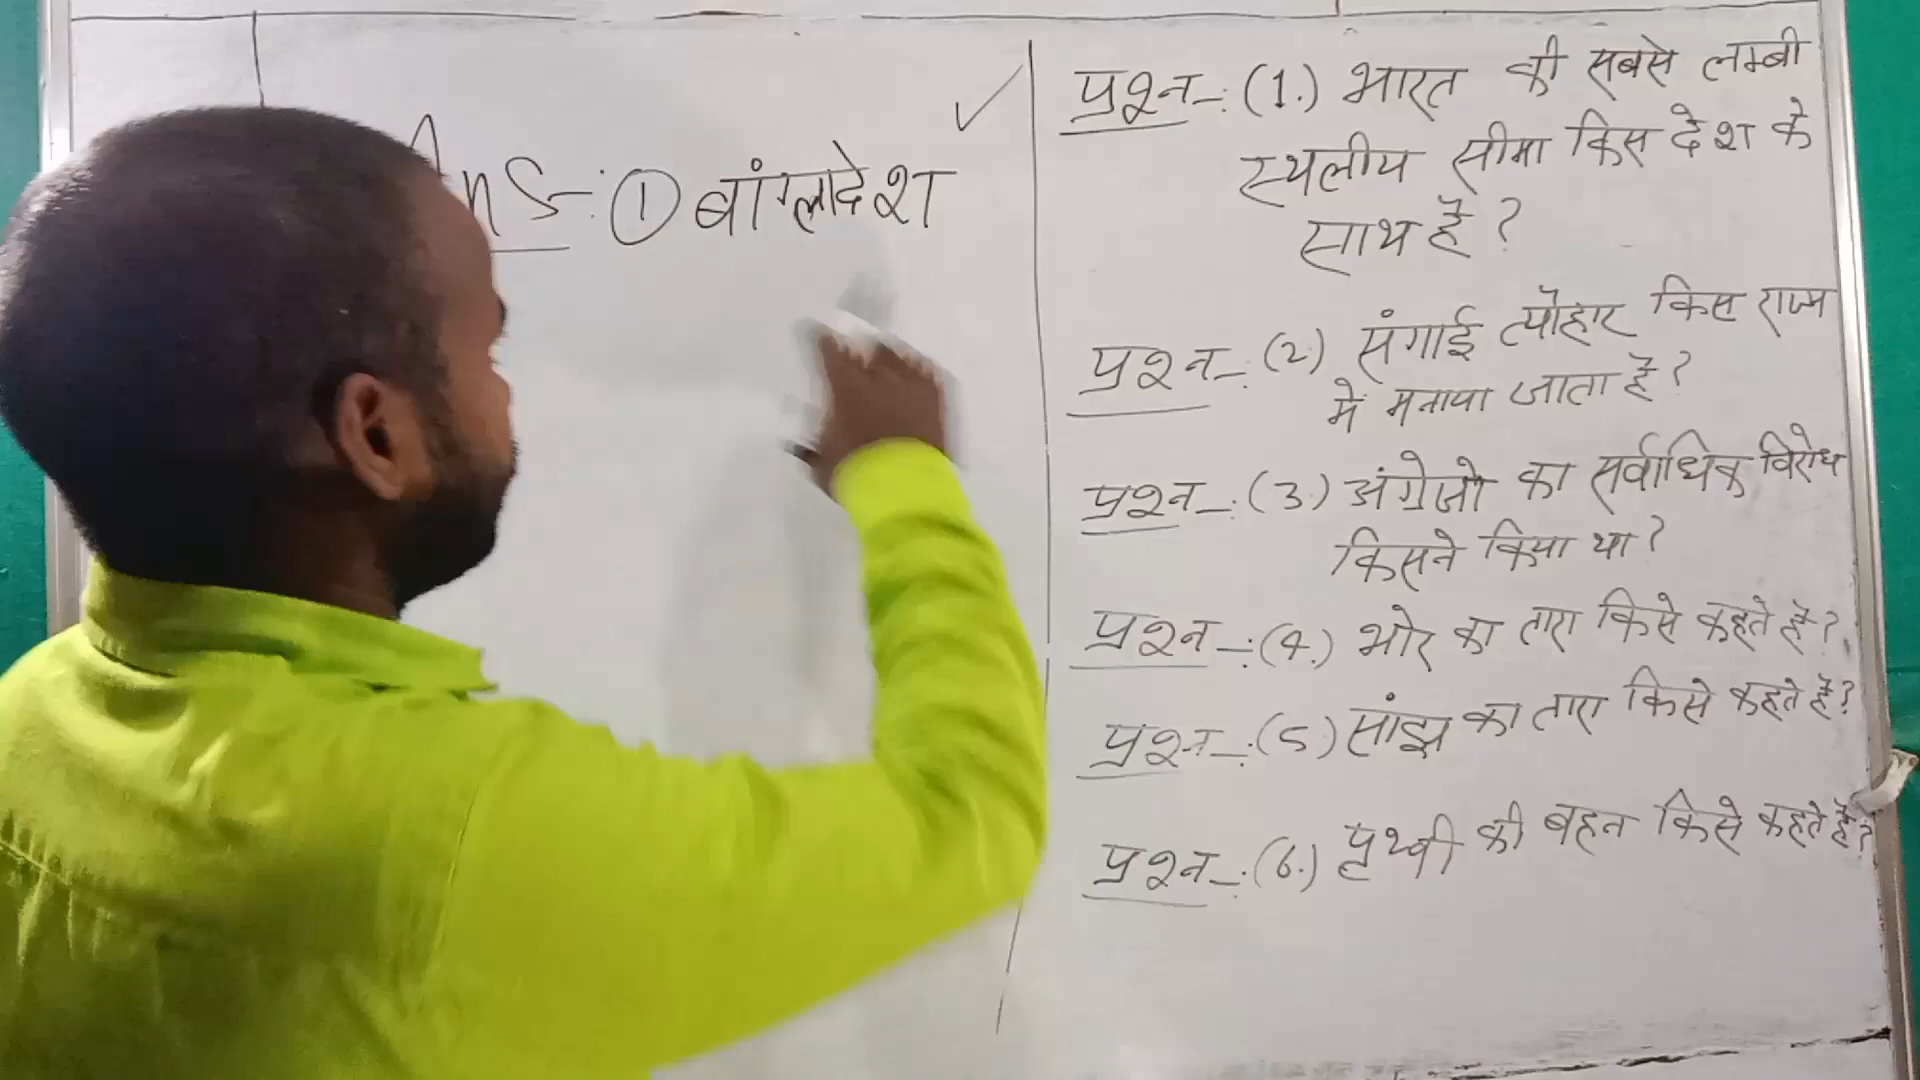 Ans-: ① बांग्लादेश
प्रश्न-: (1.) भारत की सबसे लम्बी
स्थलीय सीमा किस देश के
साथ है ?
प्रश्न-: (2) संगाई त्यौहार किस राज्य
मे मनाया जाता है ?
प्रश्न-: (3.) अंग्रेजो का सर्वाधिक विरोध
किसने किया था ?
प्रश्न-: (4.) भोर का तारा किसे कहते है ?
प्रश्न-: (5) सांझ का तारा किसे कहते है ?
प्रश्न-: (6.) पृथ्वी की बहन किसे कहते है ?